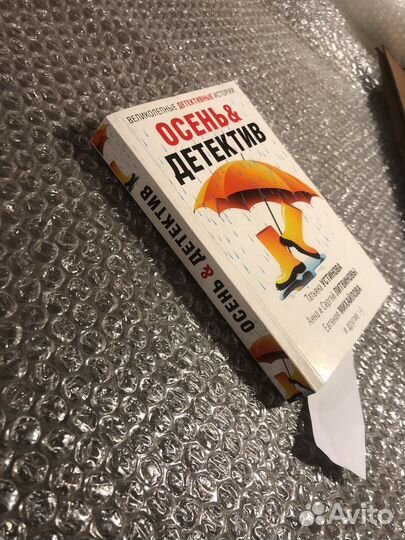 ВЕЛИКОЛЕПНЫЕ ДЕТЕКТИВНЫЕ ИСТОРИИ
ОСЕНЬ &
ДЕТЕКТИВ
Татьяна УСТИНОВА
Анна и Сергей ЛИТВИНОВЫ
Евгения МИХАЙЛОВА
и другие :-)
ОСЕНЬ & ДЕТЕКТИВ
Avito